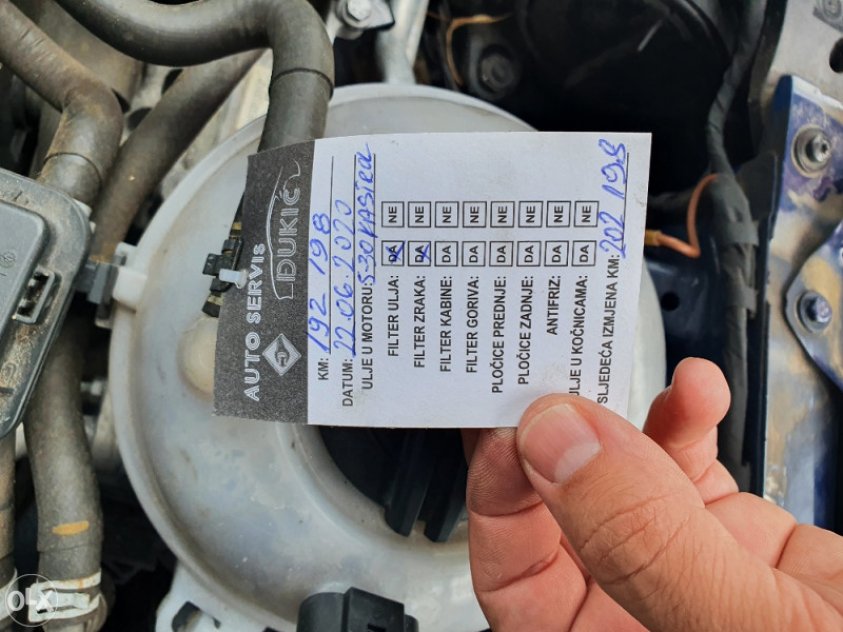 AUTO SERVIS
DUKIĆ
KM: 192 198
DATUM: 22.06.2020
ULJE U MOTORU: 5-30
FILTER ULJA: DA NE
FILTER ZRAKA: DA NE
FILTER KABINE: DA NE
FILTER GORIVA: DA NE
PLOČICE PREDNJE: DA NE
PLOČICE ZADNJE: DA NE
ANTIFRIZ: DA NE
ULJE U KOČNICAMA: DA NE
SLJEDEĆA IZMJENA KM: 202 198
OLX